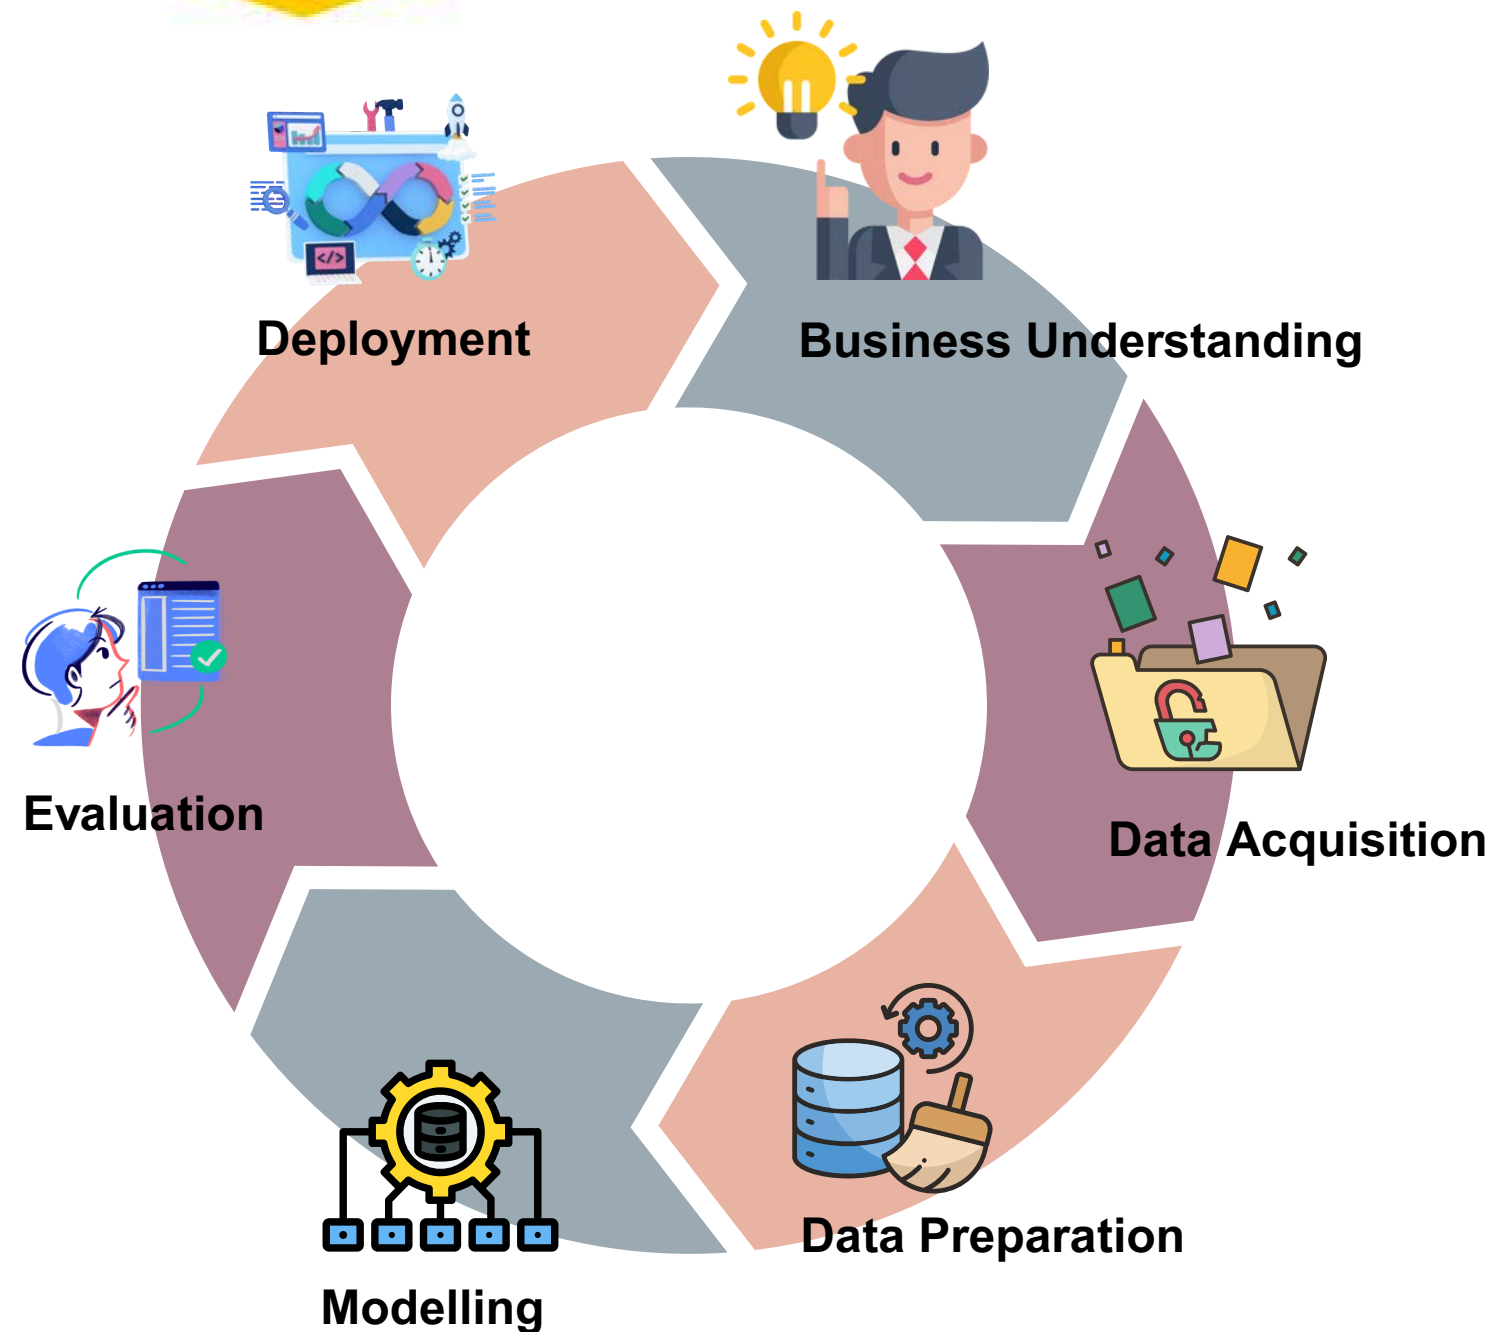 Deployment
Business Understanding
Evaluation
Data Acquisition
Data Preparation
Modelling
</>